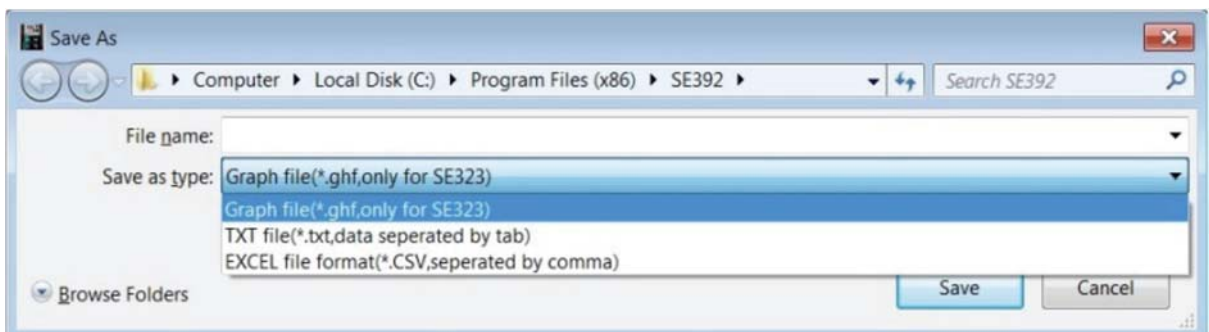 Save As
Computer Local Disk (C:) Program Files (x86) SE392 Search SE392
File name:
Save as type: Graph file(*.ghf,only for SE323)
Graph file(*.ghf,only for SE323)
TXT file(*.txt,data seperated by tab)
EXCEL file format(*.CSV,seperated by comma)
Browse Folders Save Cancel